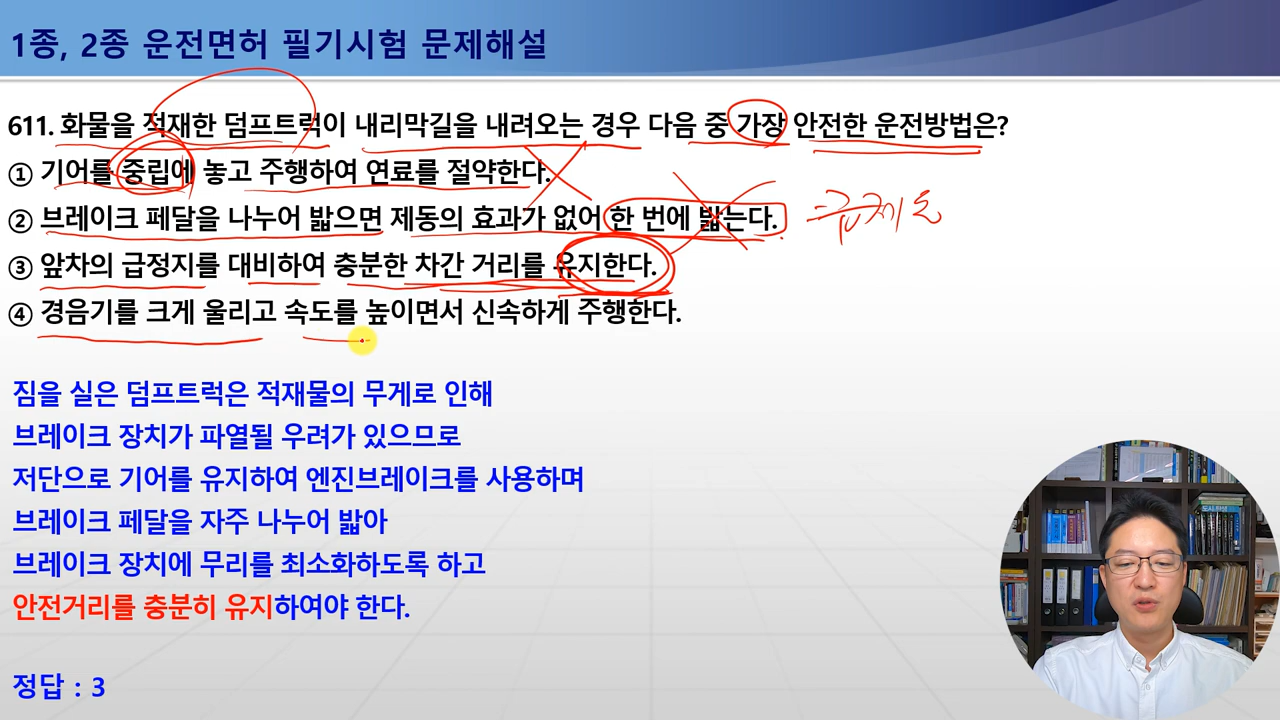 1종, 2종 운전면허 필기시험 문제해설
611. 화물을 적재한 덤프트럭이 내리막길을 내려오는 경우 다음 중 가장 안전한 운전방법은?
① 기어를 중립에 놓고 주행하여 연료를 절약한다.
② 브레이크 페달을 나누어 밟으면 제동의 효과가 없어 한 번에 밟는다.
급제동
③ 앞차의 급정지를 대비하여 충분한 차간 거리를 유지한다.
④ 경음기를 크게 울리고 속도를 높이면서 신속하게 주행한다.
짐을 실은 덤프트럭은 적재물의 무게로 인해
브레이크 장치가 파열될 우려가 있으므로
저단으로 기어를 유지하여 엔진브레이크를 사용하며
브레이크 페달을 자주 나누어 밟아
브레이크 장치에 무리를 최소화하도록 하고
안전거리를 충분히 유지하여야 한다.
정답 : 3